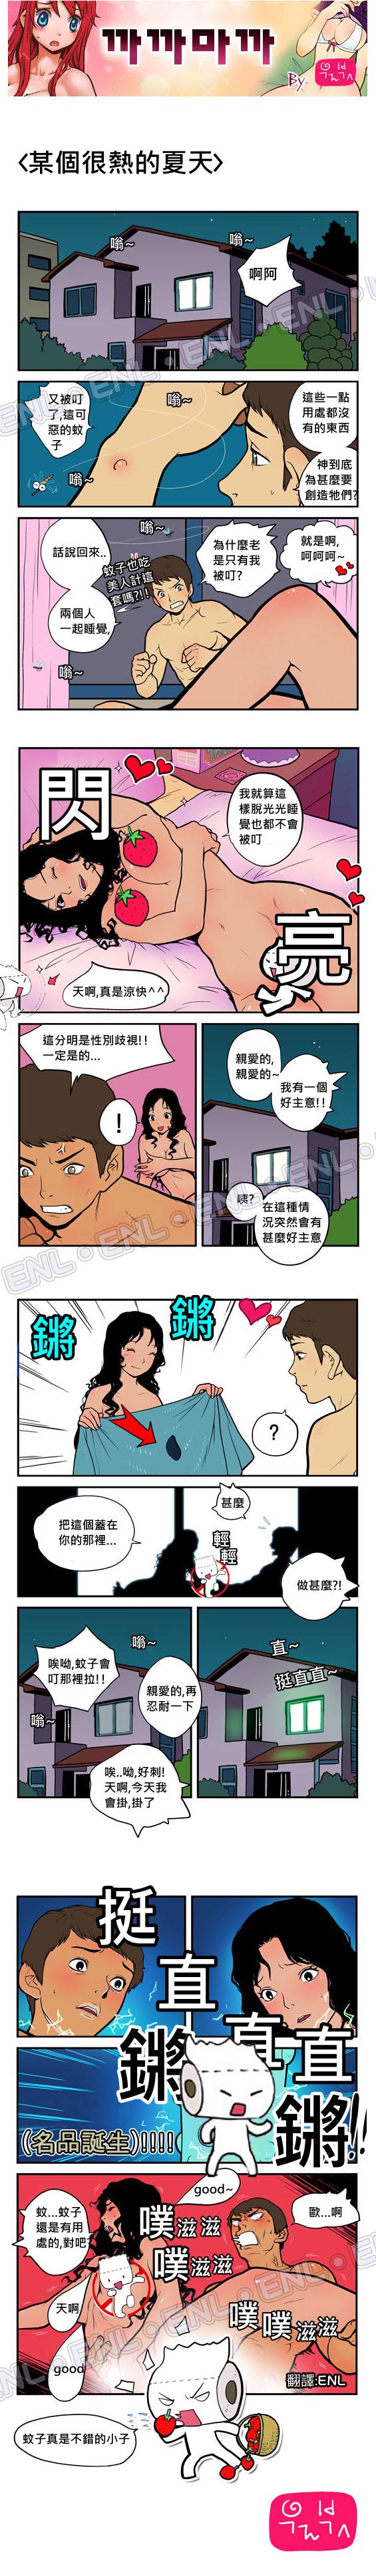 까까마까
By.
<某個很熱的夏天>
嗡~
嗡~
啊阿
又被叮
了,這可
惡的蚊
子
嗡~
嗡~
這些一點
用處都沒
有的東西
神到底
為甚麼要
創造牠們?
話說回來..
嗡~
兩個人
一起睡覺,
嗡~
蚊子也吃
美人計這
套嗎?!!
為什麼老
是只有我
被叮?
就是啊,
呵呵呵~
閃
我就算這
樣脫光光睡
覺也都不會
被叮
亮
天啊,真是涼快^^
這分明是性別歧視!!
一定是的...
!
親愛的,
親愛的~
我有一個
好主意!!
咦?
在這種情
況突然會有
甚麼好主意
鏘
鏘
?
把這個蓋在
你的那裡...
甚麼
輕
輕
做甚麼?!
嗡~
唉呦,蚊子會
叮那裡拉!!
嗡~
親愛的,再
忍耐一下
唉..呦,好刺!
天啊,今天我
會掛,掛了
直~
挺直直~
挺
直
直
直
鏘
鏘!!
(名品誕生)!!!!
good~
蚊...蚊子
還是有用
處的,對吧
噗滋滋
噗滋滋
歐...啊
天啊
噗噗滋滋
good
翻譯:ENL
蚊子真是不錯的小子
ENL • ENL • ENL • ENL
ENL • ENL • ENL • ENL
ENL • ENL • ENL • ENL